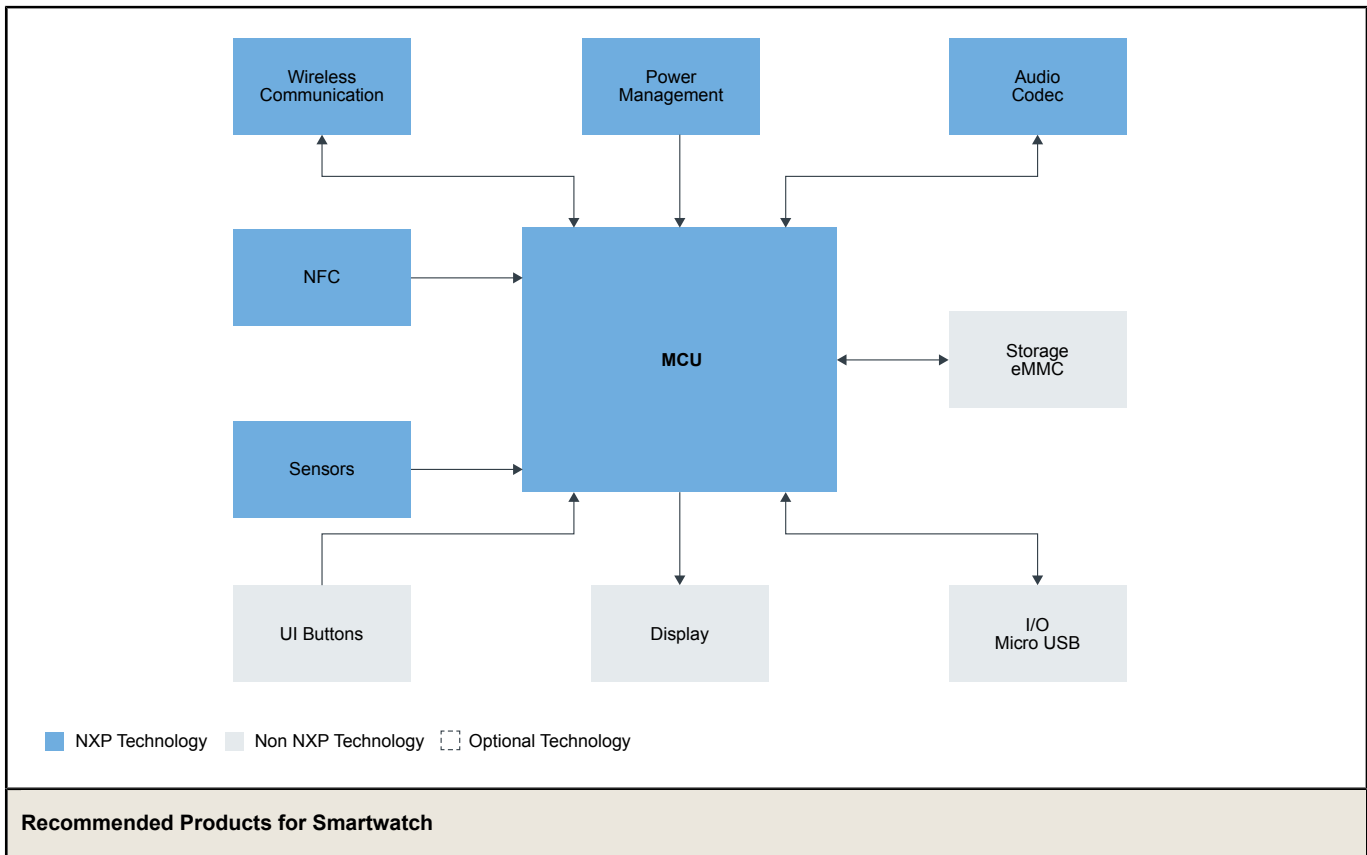 Wireless
Communication
Power
Management
Audio
Codec
NFC
MCU
Storage
eMMC
Sensors
UI Buttons
Display
I/O
Micro USB
NXP Technology
Non NXP Technology
Optional Technology
Recommended Products for Smartwatch